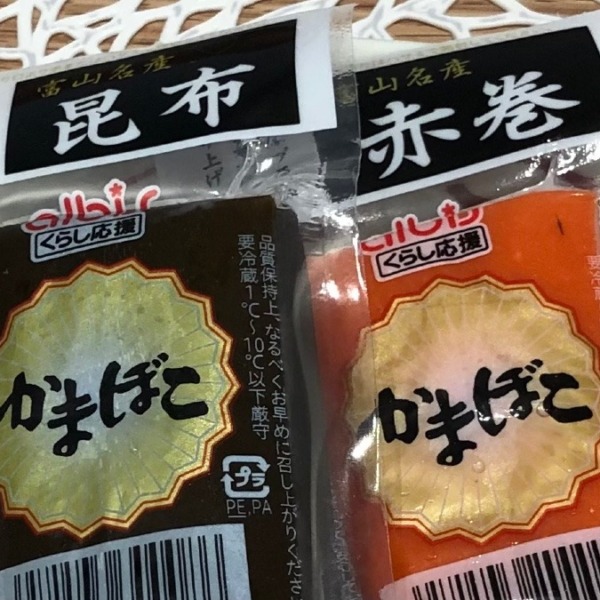 富山名産
昆布
albis
くらし応援
かまぼこ
品質保持上、なるべくお早めに召し上がりくださ
要冷蔵1℃〜10℃以下厳守
プラ
PE,PA
富山名産
赤巻
albis
くらし応援
かまぼこ